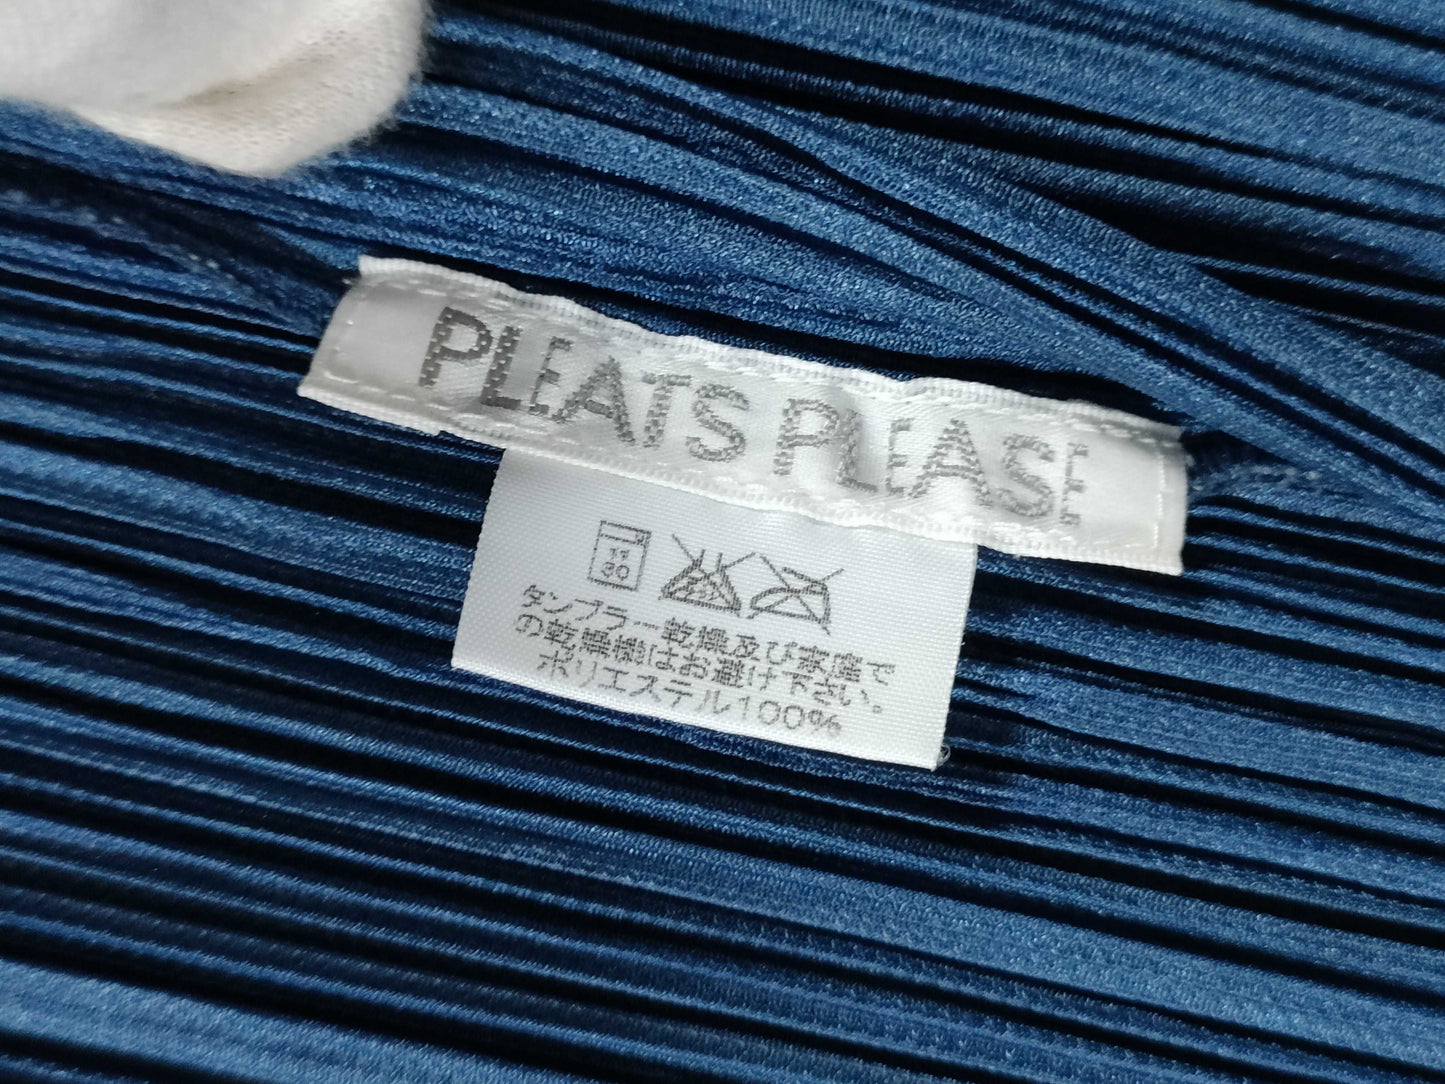 PLEATS PLEASE
タンブラー乾燥及び家庭で
の乾燥機はお避け下さい。
ポリエステル100%